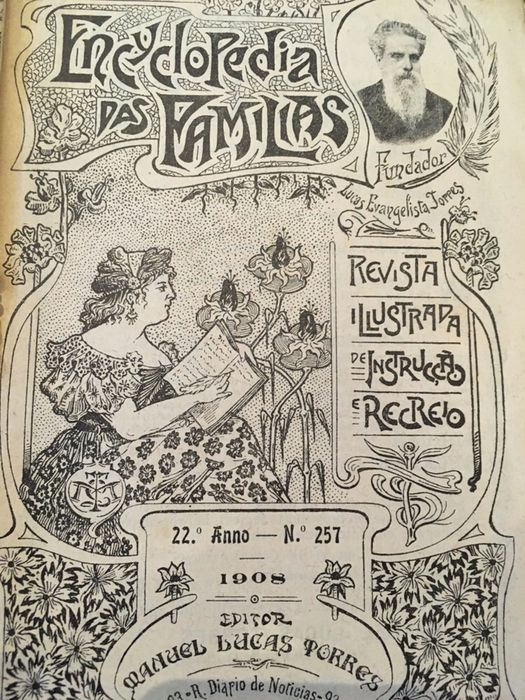 Encyclopedia
das Familias
Fundador
Lucas Evangelista Torres
Revista
Illustrada
de Instrucção
e Recreio
22.º Anno — N.º 257
1908
Editor
Manuel Lucas Torres
R. Diario de Noticias